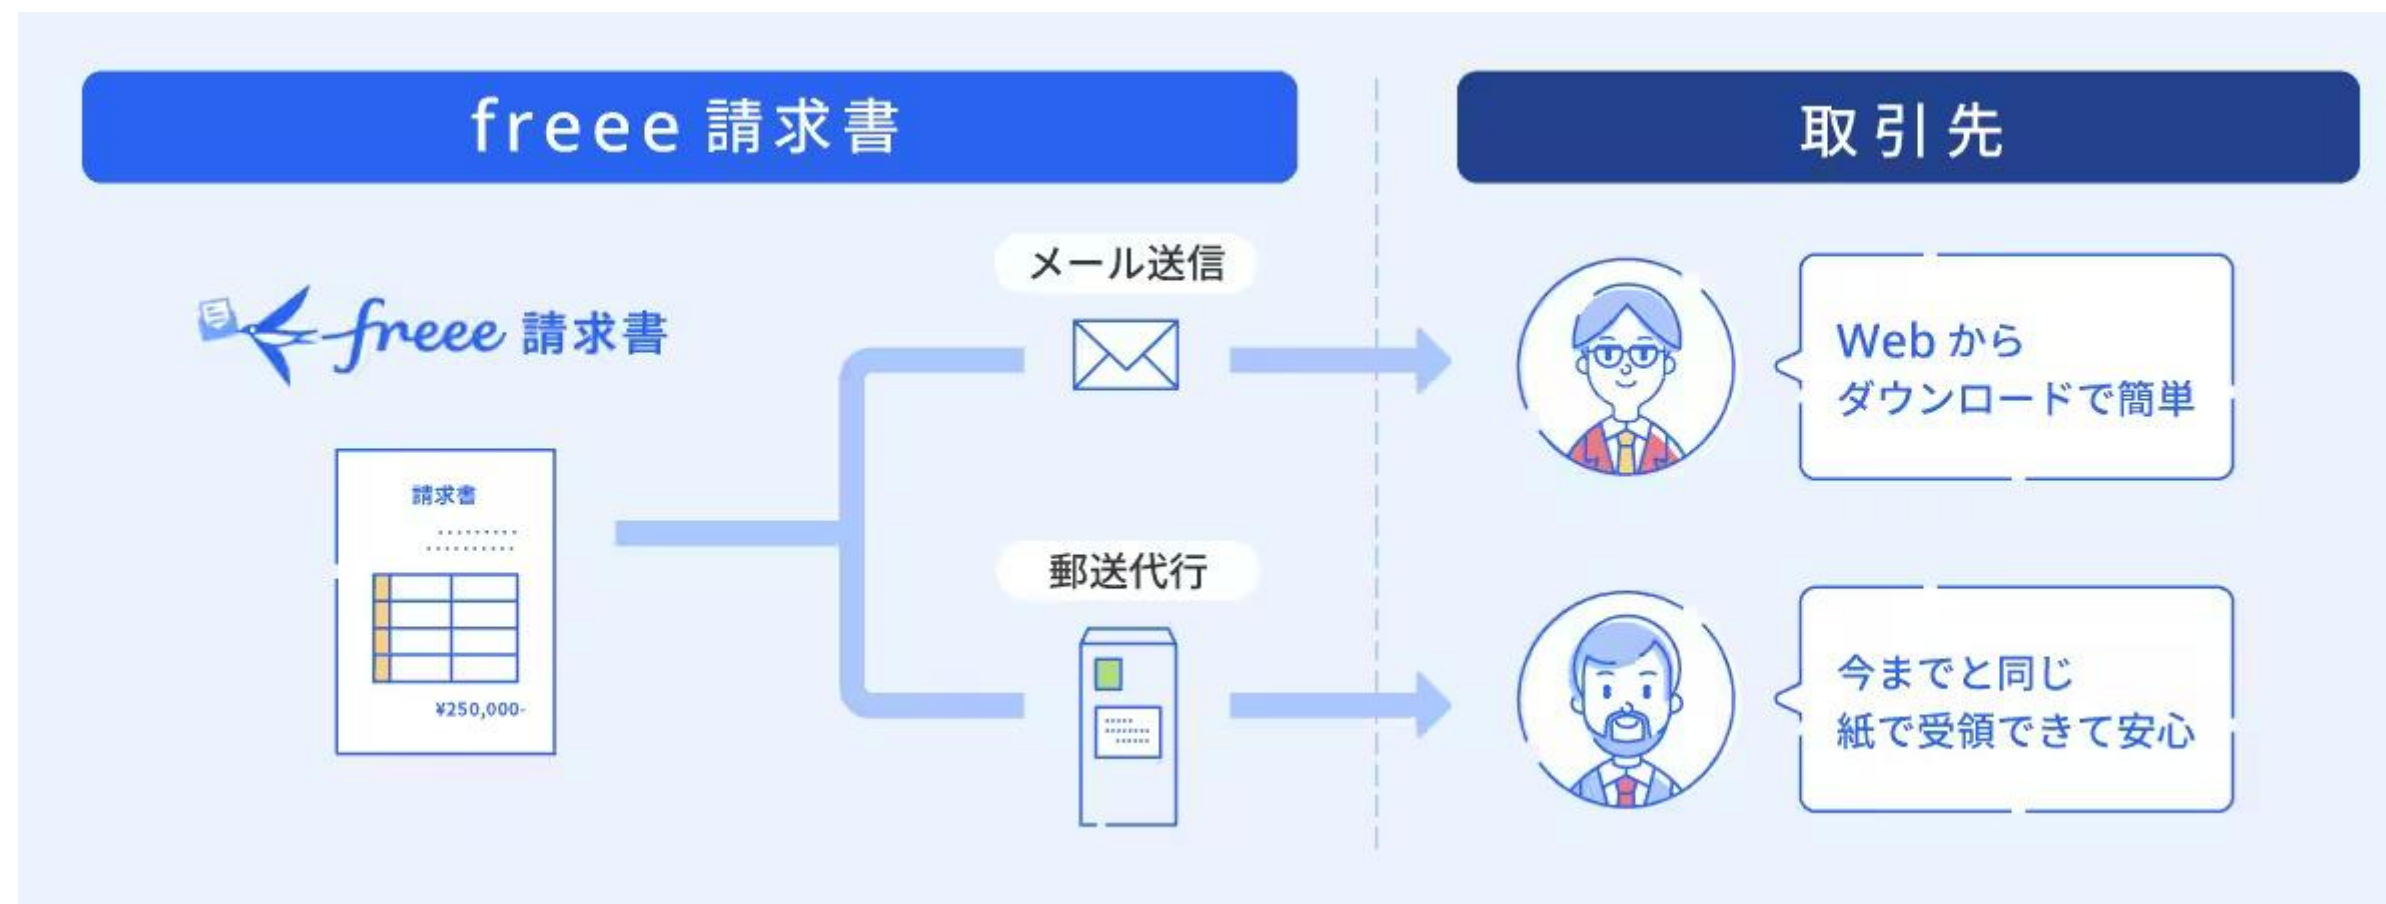 freee 請求書
取引先
freee 請求書
請求書
¥250,000-
メール送信
郵送代行
Web から
ダウンロードで簡単
今までと同じ
紙で受領できて安心